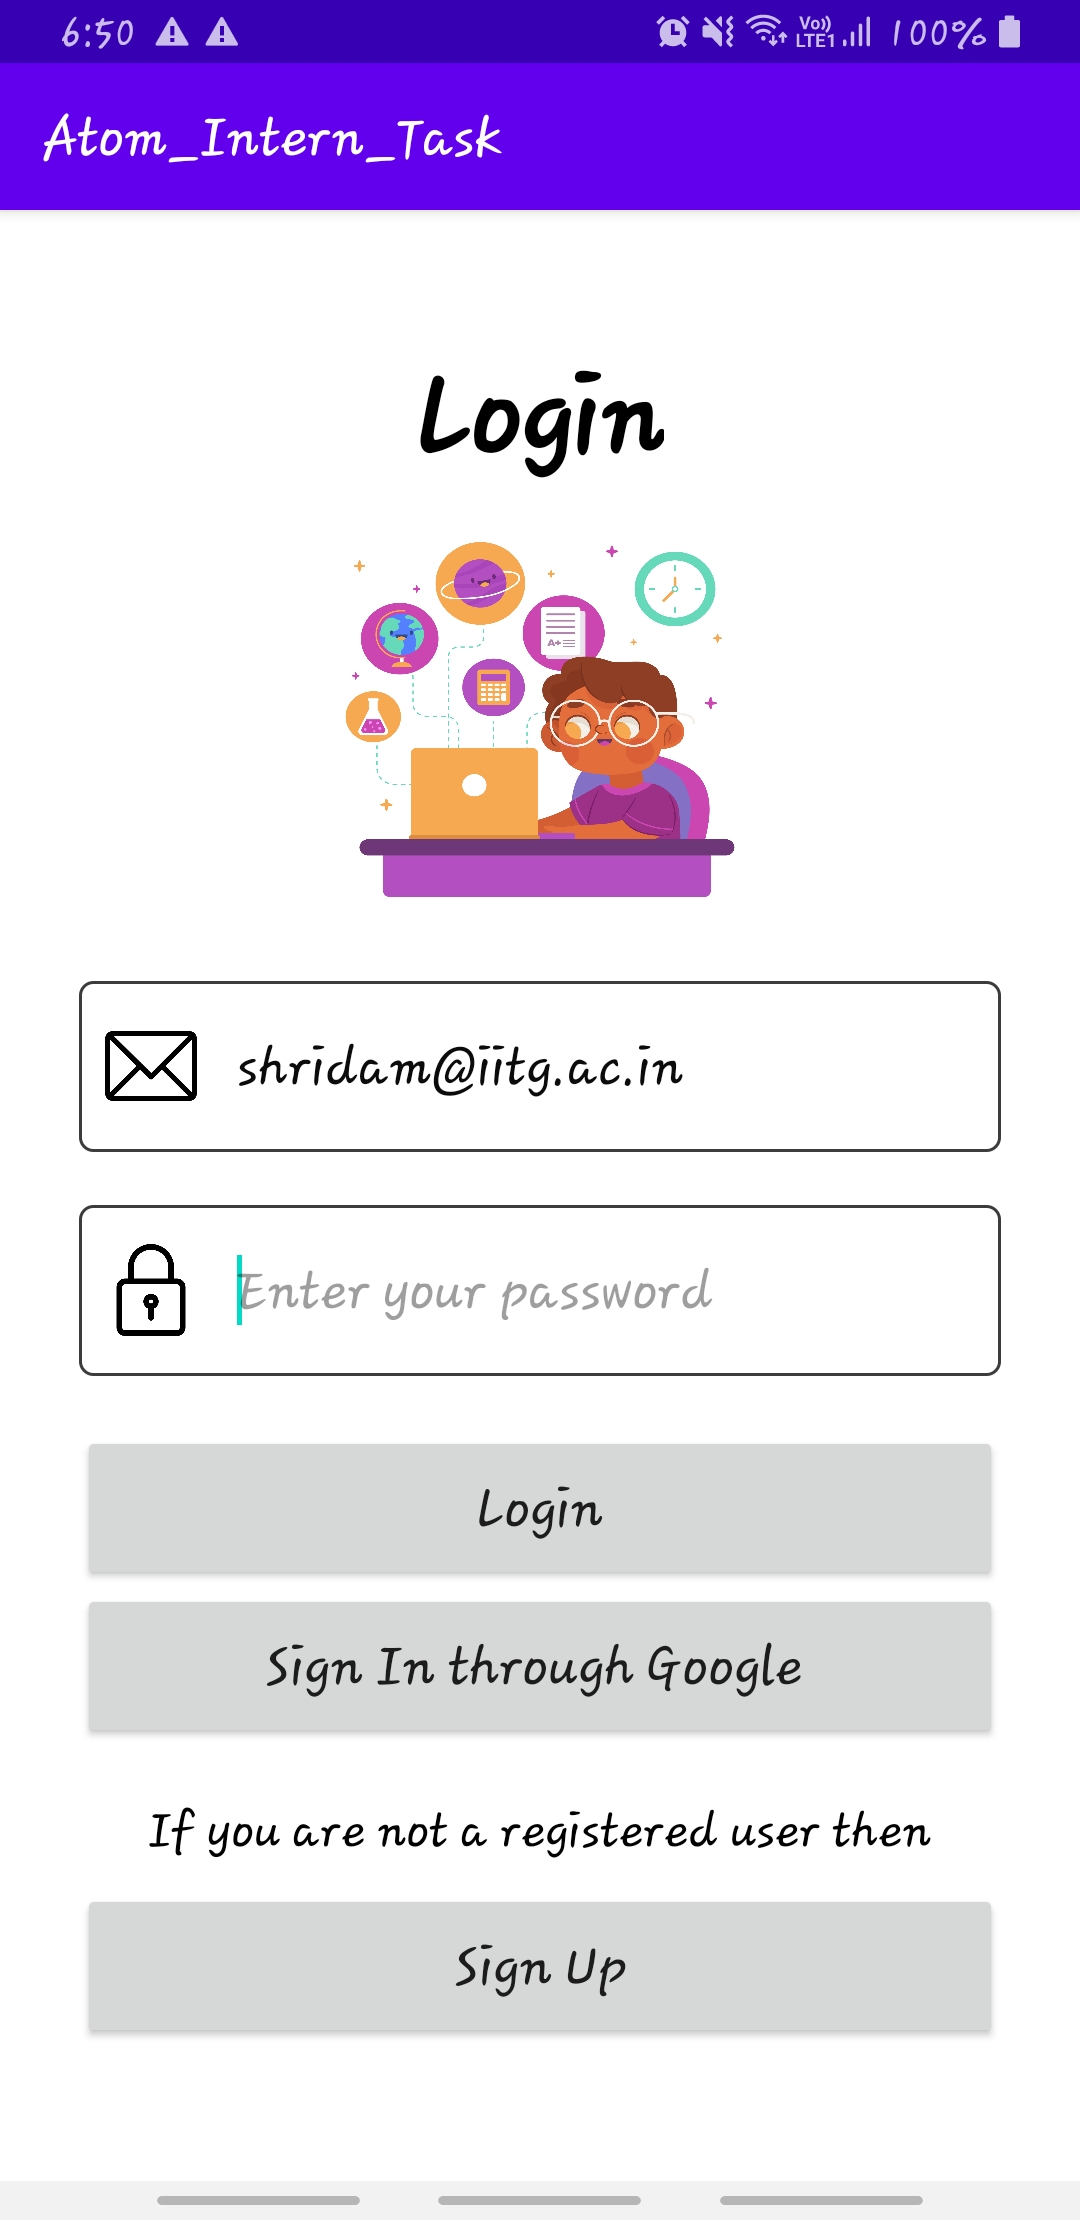 6:50 Vo)) LTE1 100%
Atom_Intern_Task
Login
A+
shridam@iitg.ac.in
Enter your password
Login
Sign In through Google
If you are not a registered user then
Sign Up